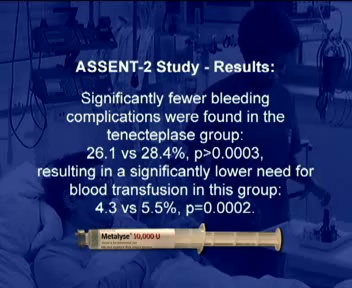 ASSENT-2 Study - Results:
Significantly fewer bleeding
complications were found in the
tenecteplase group:
26.1 vs 28.4%, p>0.0003,
resulting in a significantly lower need for
blood transfusion in this group:
4.3 vs 5.5%, p=0.0002.
Metalyse® 10,000 U